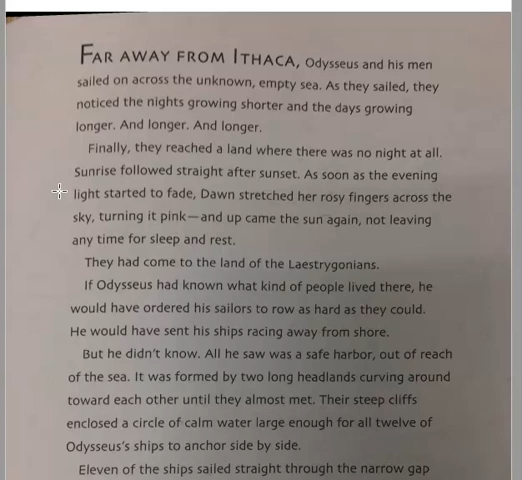 FAR AWAY FROM ITHACA, Odysseus and his men
sailed on across the unknown, empty sea. As they sailed, they
noticed the nights growing shorter and the days growing
longer. And longer. And longer.
Finally, they reached a land where there was no night at all.
Sunrise followed straight after sunset. As soon as the evening
light started to fade, Dawn stretched her rosy fingers across the
sky, turning it pink—and up came the sun again, not leaving
any time for sleep and rest.
They had come to the land of the Laestrygonians.
If Odysseus had known what kind of people lived there, he
would have ordered his sailors to row as hard as they could.
He would have sent his ships racing away from shore.
But he didn't know. All he saw was a safe harbor, out of reach
of the sea. It was formed by two long headlands curving around
toward each other until they almost met. Their steep cliffs
enclosed a circle of calm water large enough for all twelve of
Odysseus's ships to anchor side by side.
Eleven of the ships sailed straight through the narrow gap